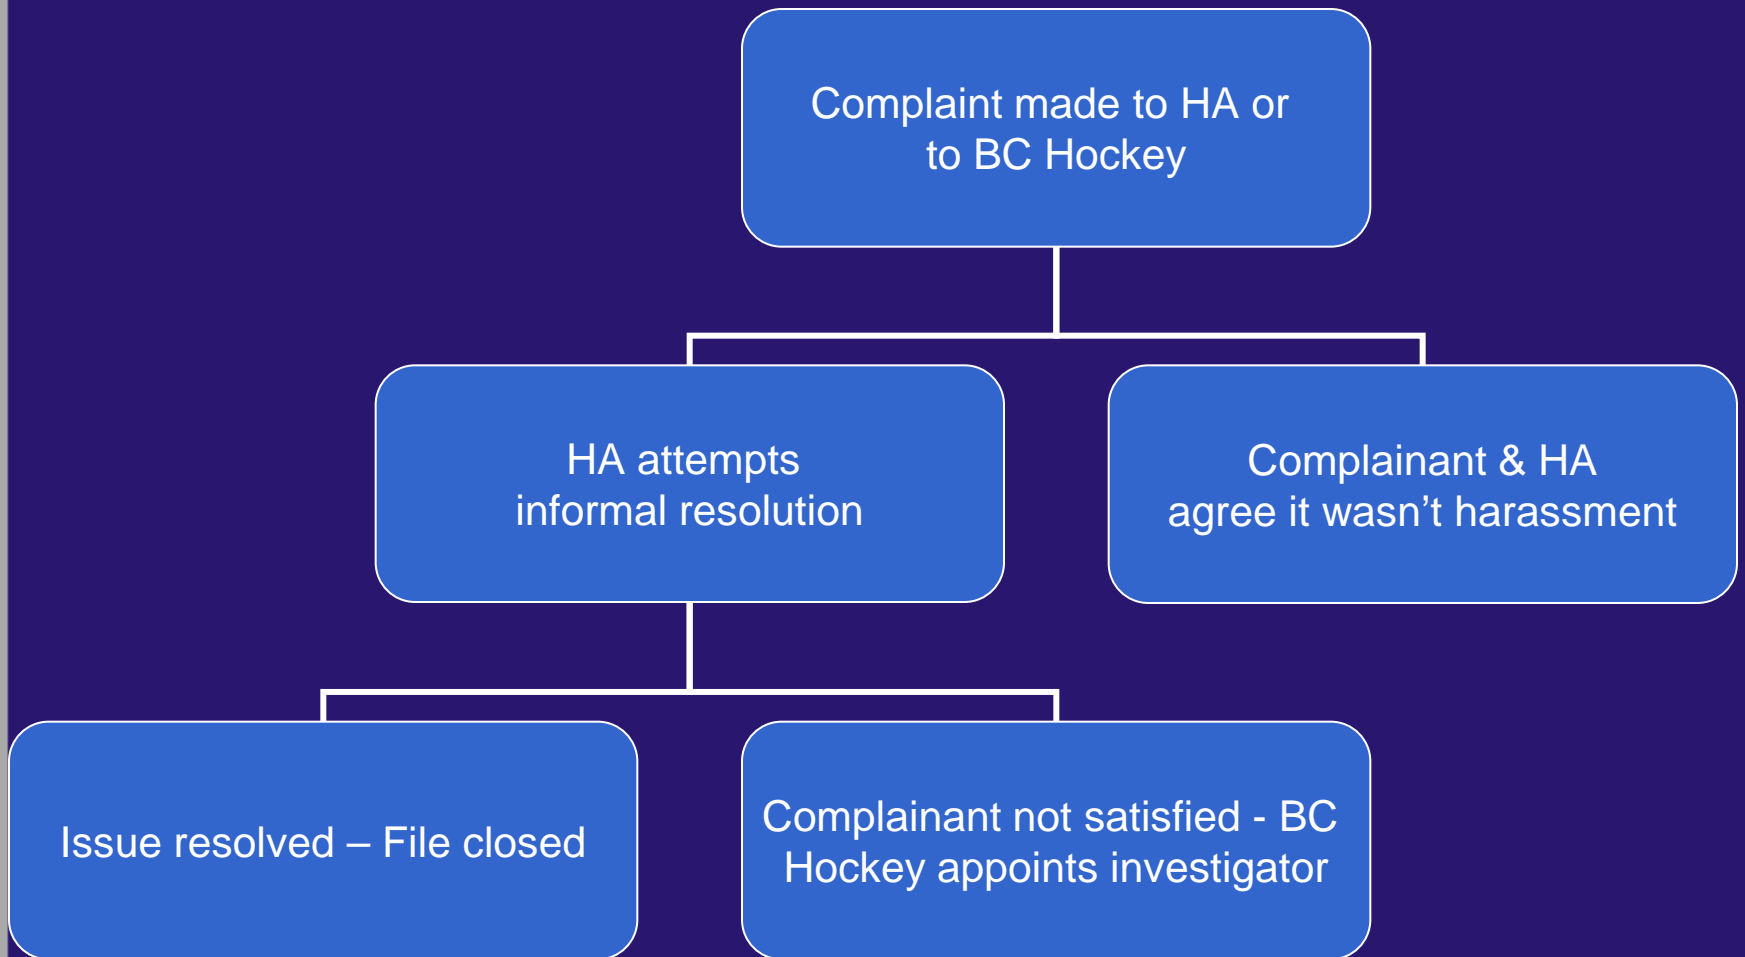 Complaint made to HA or
to BC Hockey
HA attempts
informal resolution
Complainant & HA
agree it wasn’t harassment
Issue resolved – File closed
Complainant not satisfied - BC
Hockey appoints investigator